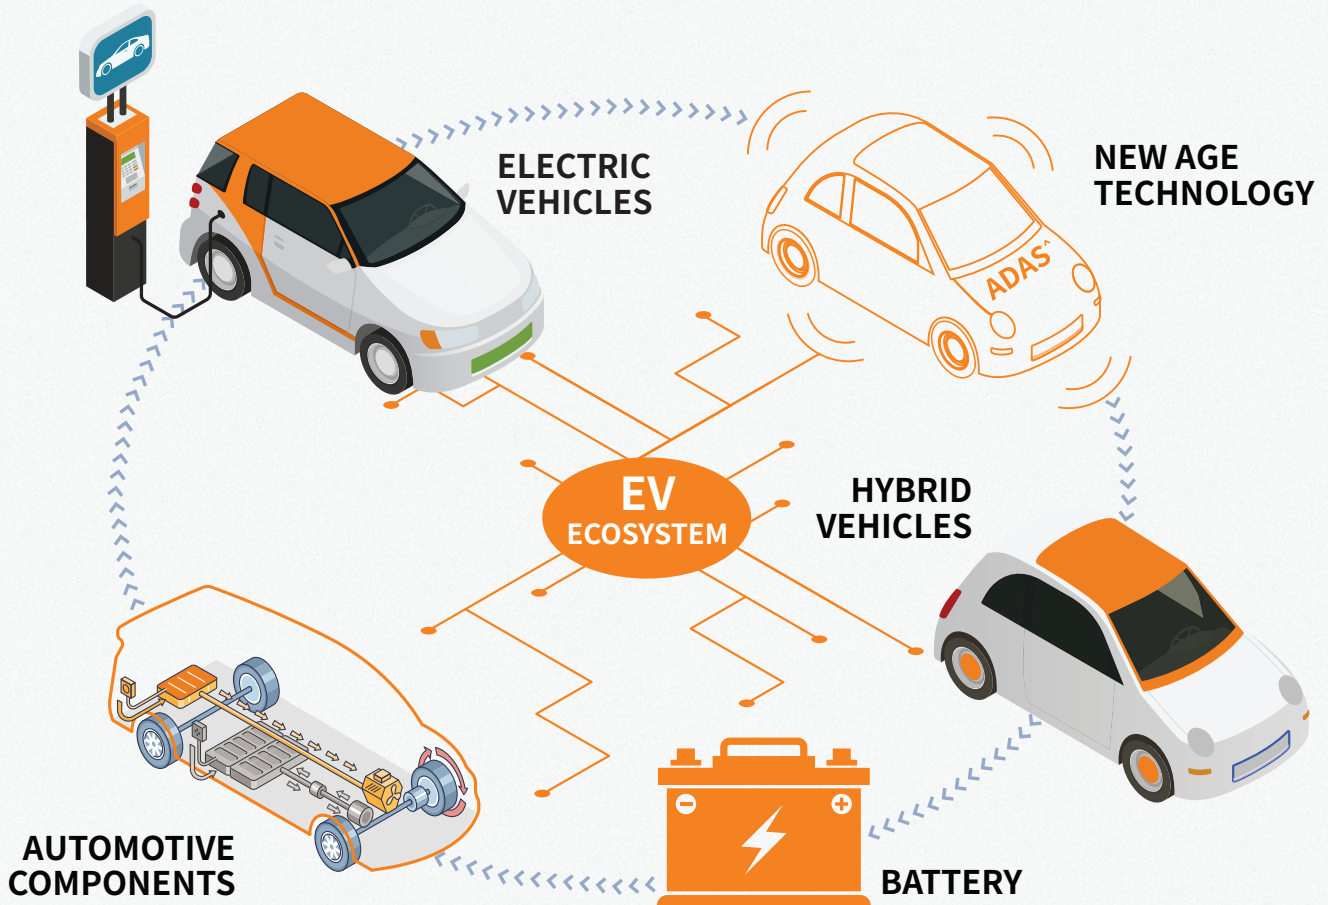 ELECTRIC
VEHICLES
NEW AGE
TECHNOLOGY
ADAS^
HYBRID
VEHICLES
EV
ECOSYSTEM
AUTOMOTIVE
COMPONENTS
BATTERY